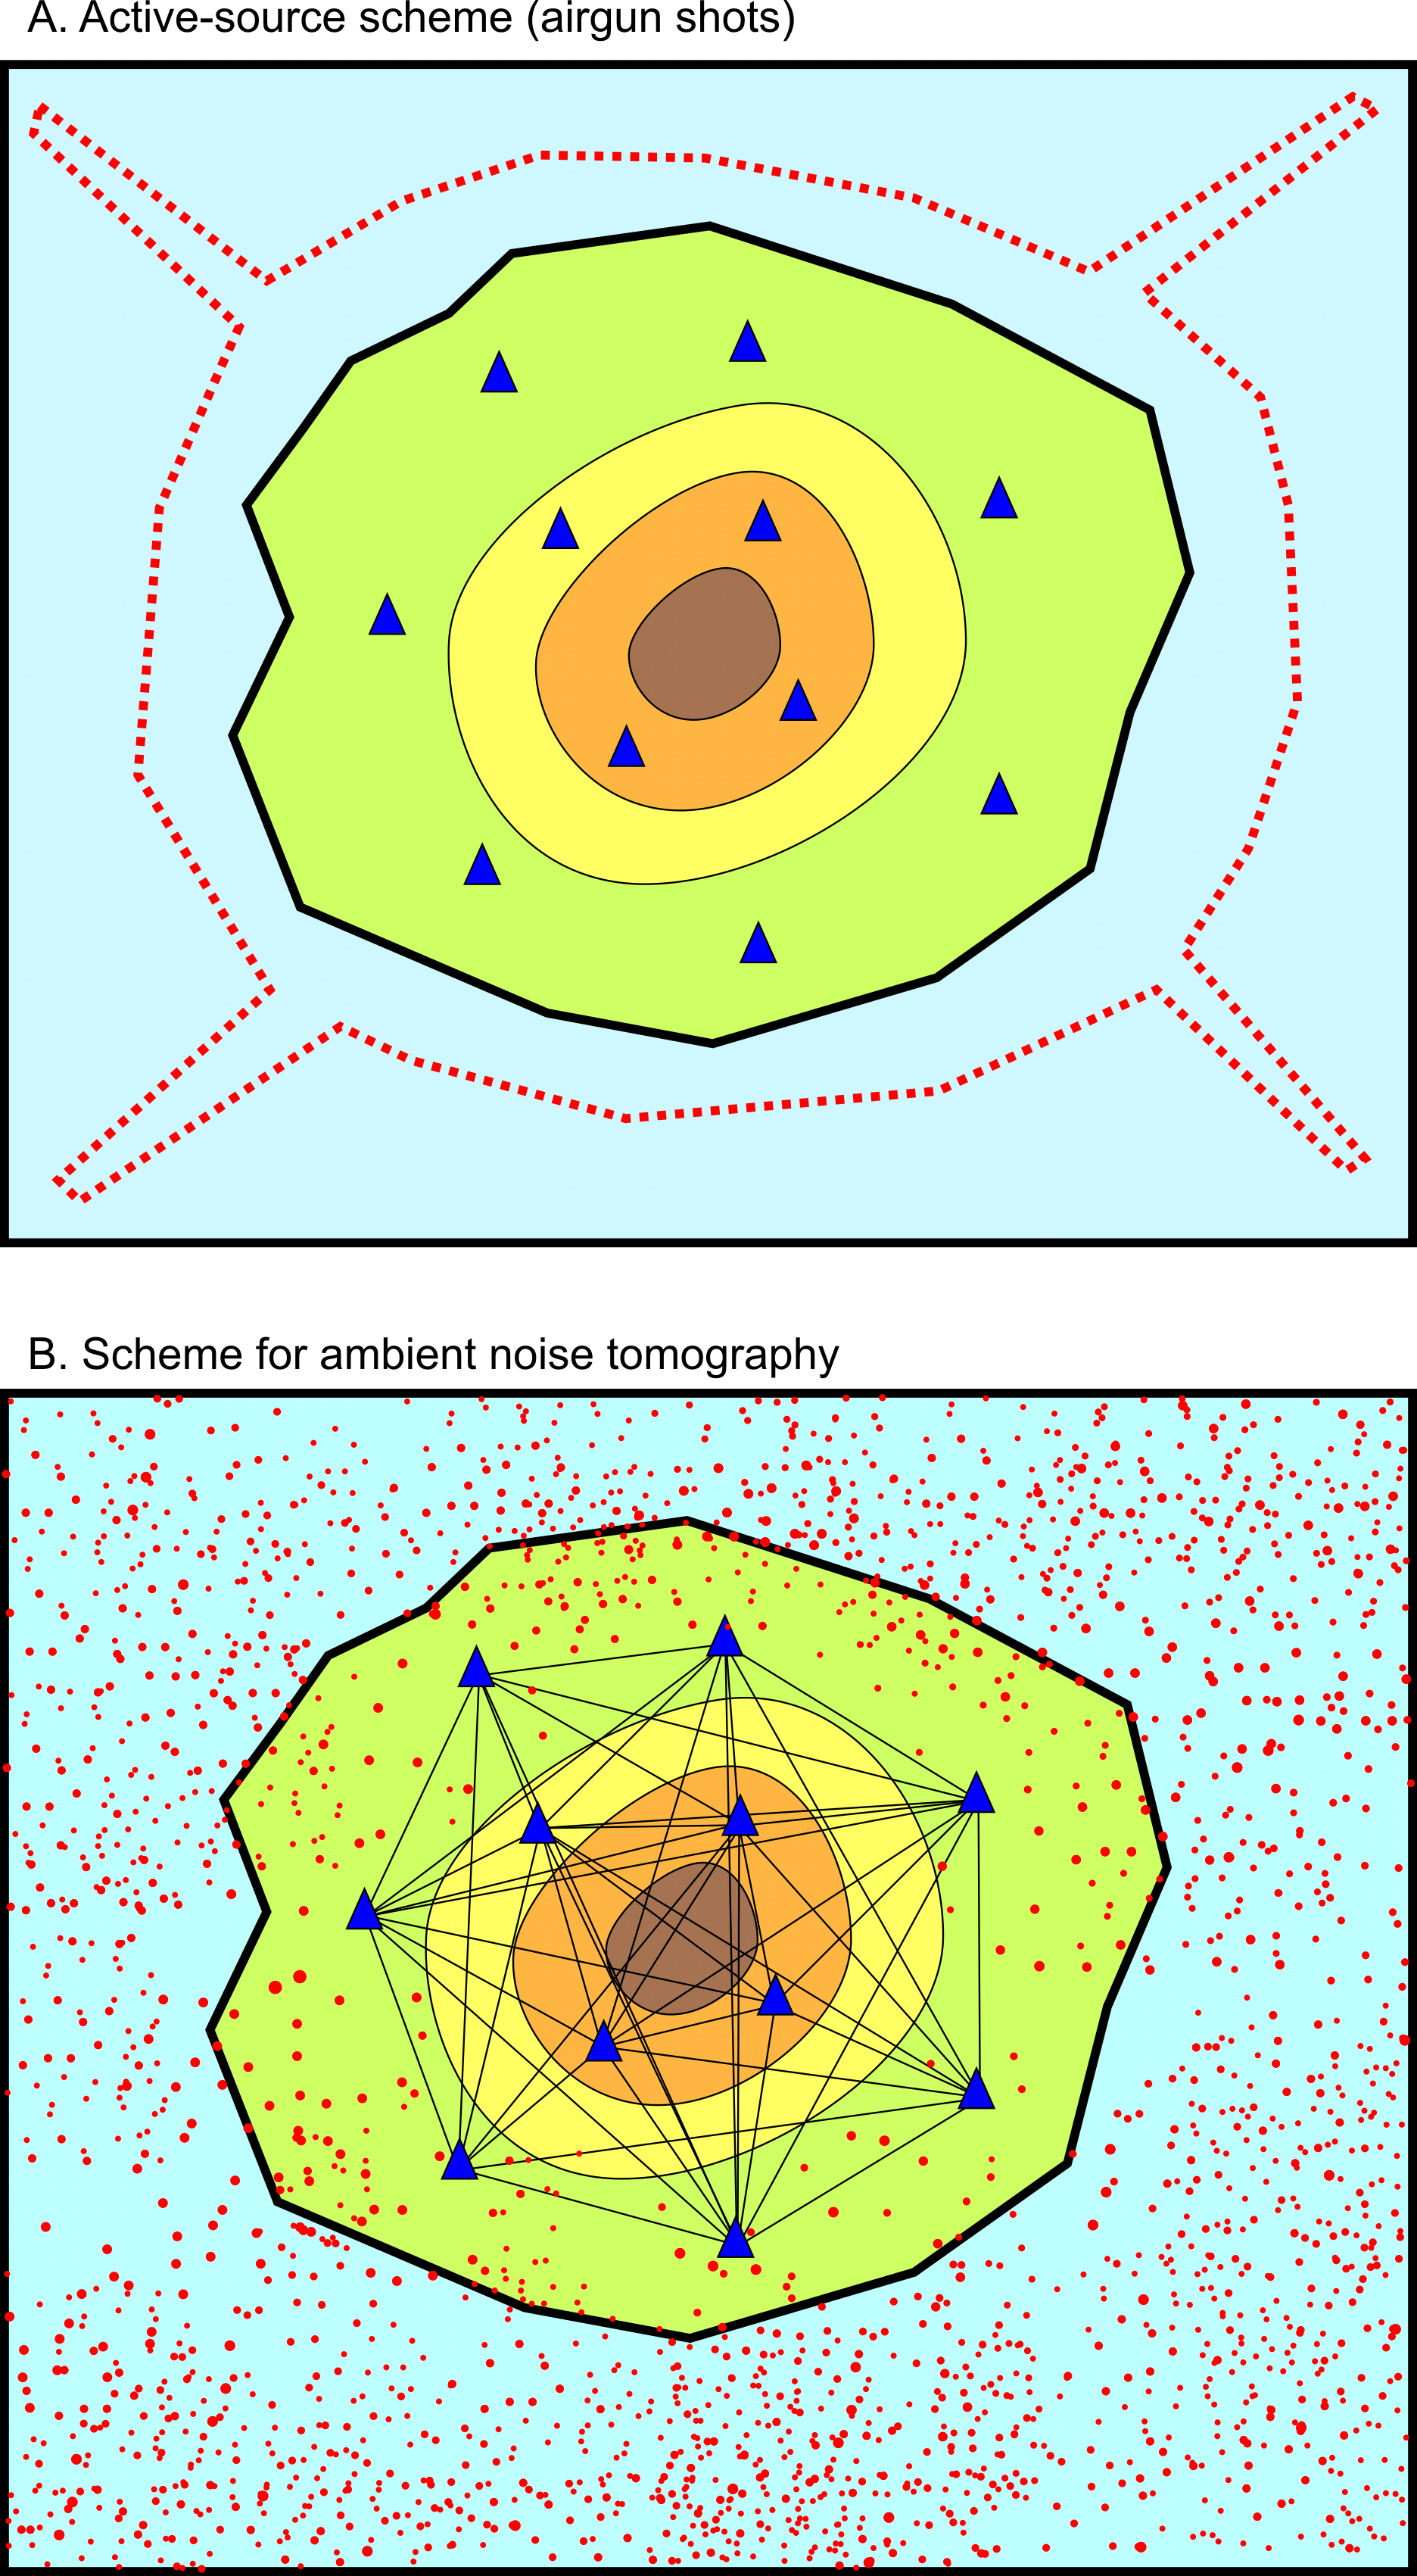 A. Active-source scheme (airgun shots)
B. Scheme for ambient noise tomography